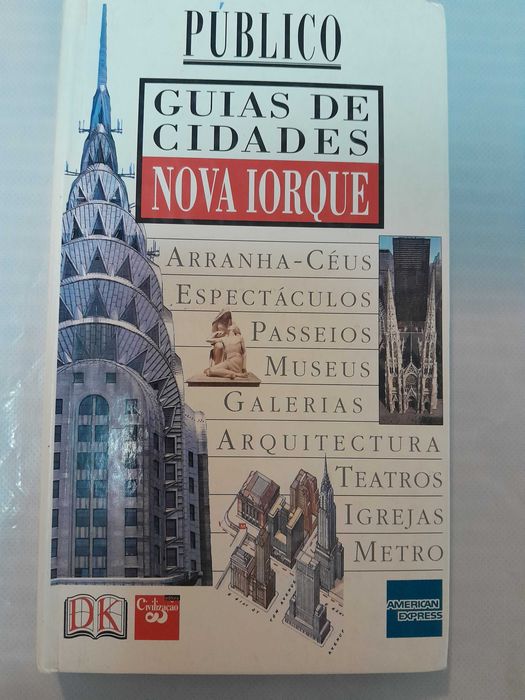 PÚBLICO
GUIAS DE
CIDADES
NOVA IORQUE
ARRANHA-CÉUS
ESPECTÁCULOS
PASSEIOS
MUSEUS
GALERIAS
ARQUITECTURA
TEATROS
IGREJAS
METRO
DK
Civilização
editora
AMERICAN
EXPRESS